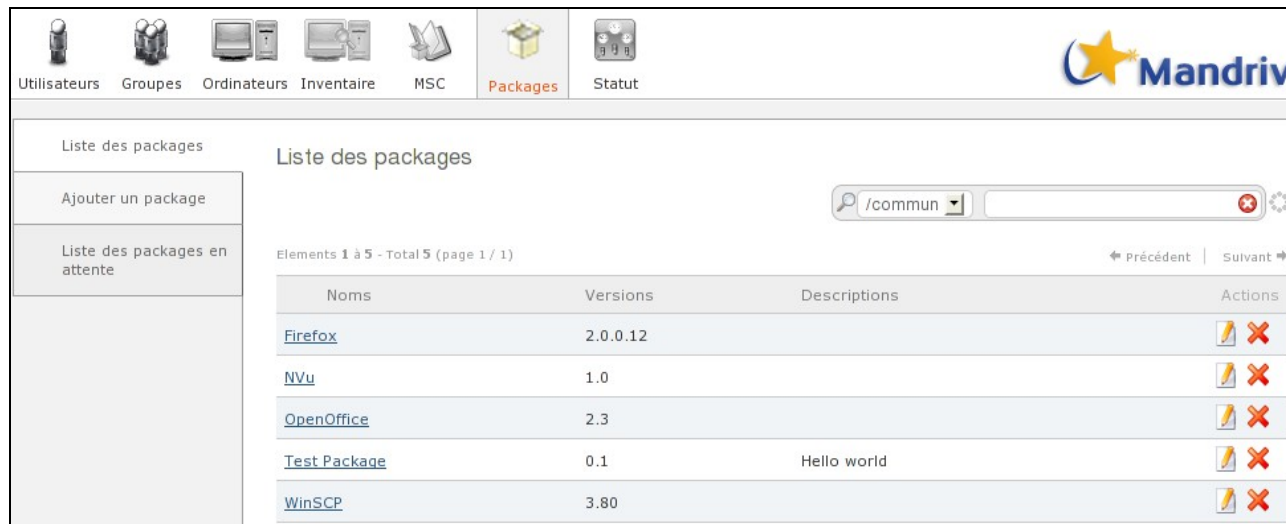 Utilisateurs Groupes Ordinateurs Inventaire MSC Packages Statut
Mandriv
Liste des packages
Ajouter un package
Liste des packages en
attente
Liste des packages
/commun
Elements 1 à 5 - Total 5 (page 1 / 1)
Précédent | Suivant
Noms Versions Descriptions Actions
Firefox 2.0.0.12
NVu 1.0
OpenOffice 2.3
Test Package 0.1 Hello world
WinSCP 3.80